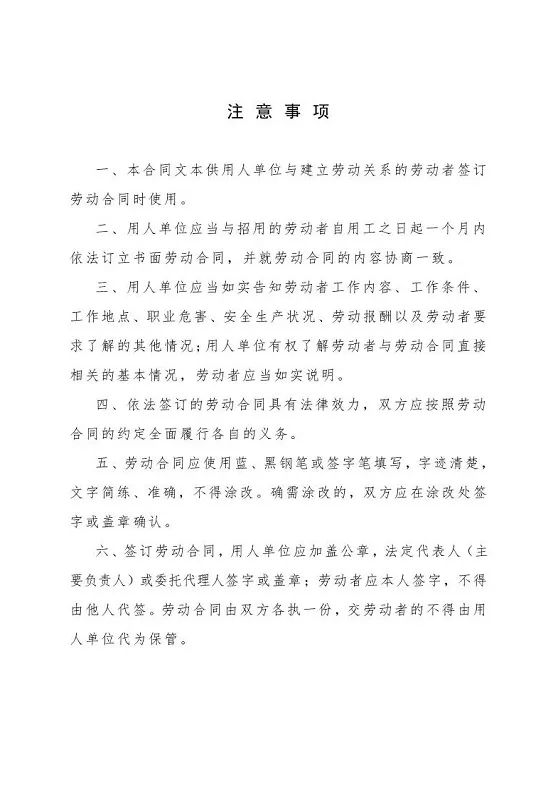 注意事项
一、本合同文本供用人单位与建立劳动关系的劳动者签订
劳动合同时使用。
二、用人单位应当与招用的劳动者自用工之日起一个月内
依法订立书面劳动合同，并就劳动合同的内容协商一致。
三、用人单位应当如实告知劳动者工作内容、工作条件、
工作地点、职业危害、安全生产状况、劳动报酬以及劳动者要
求了解的其他情况；用人单位有权了解劳动者与劳动合同直接
相关的基本情况，劳动者应当如实说明。
四、依法签订的劳动合同具有法律效力，双方应按照劳动
合同的约定全面履行各自的义务。
五、劳动合同应使用蓝、黑钢笔或签字笔填写，字迹清楚，
文字简练、准确，不得涂改。确需涂改的，双方应在涂改处签
字或盖章确认。
六、签订劳动合同，用人单位应加盖公章，法定代表人（主
要负责人）或委托代理人签字或盖章；劳动者应本人签字，不得
由他人代签。劳动合同由双方各执一份，交劳动者的不得由用
人单位代为保管。